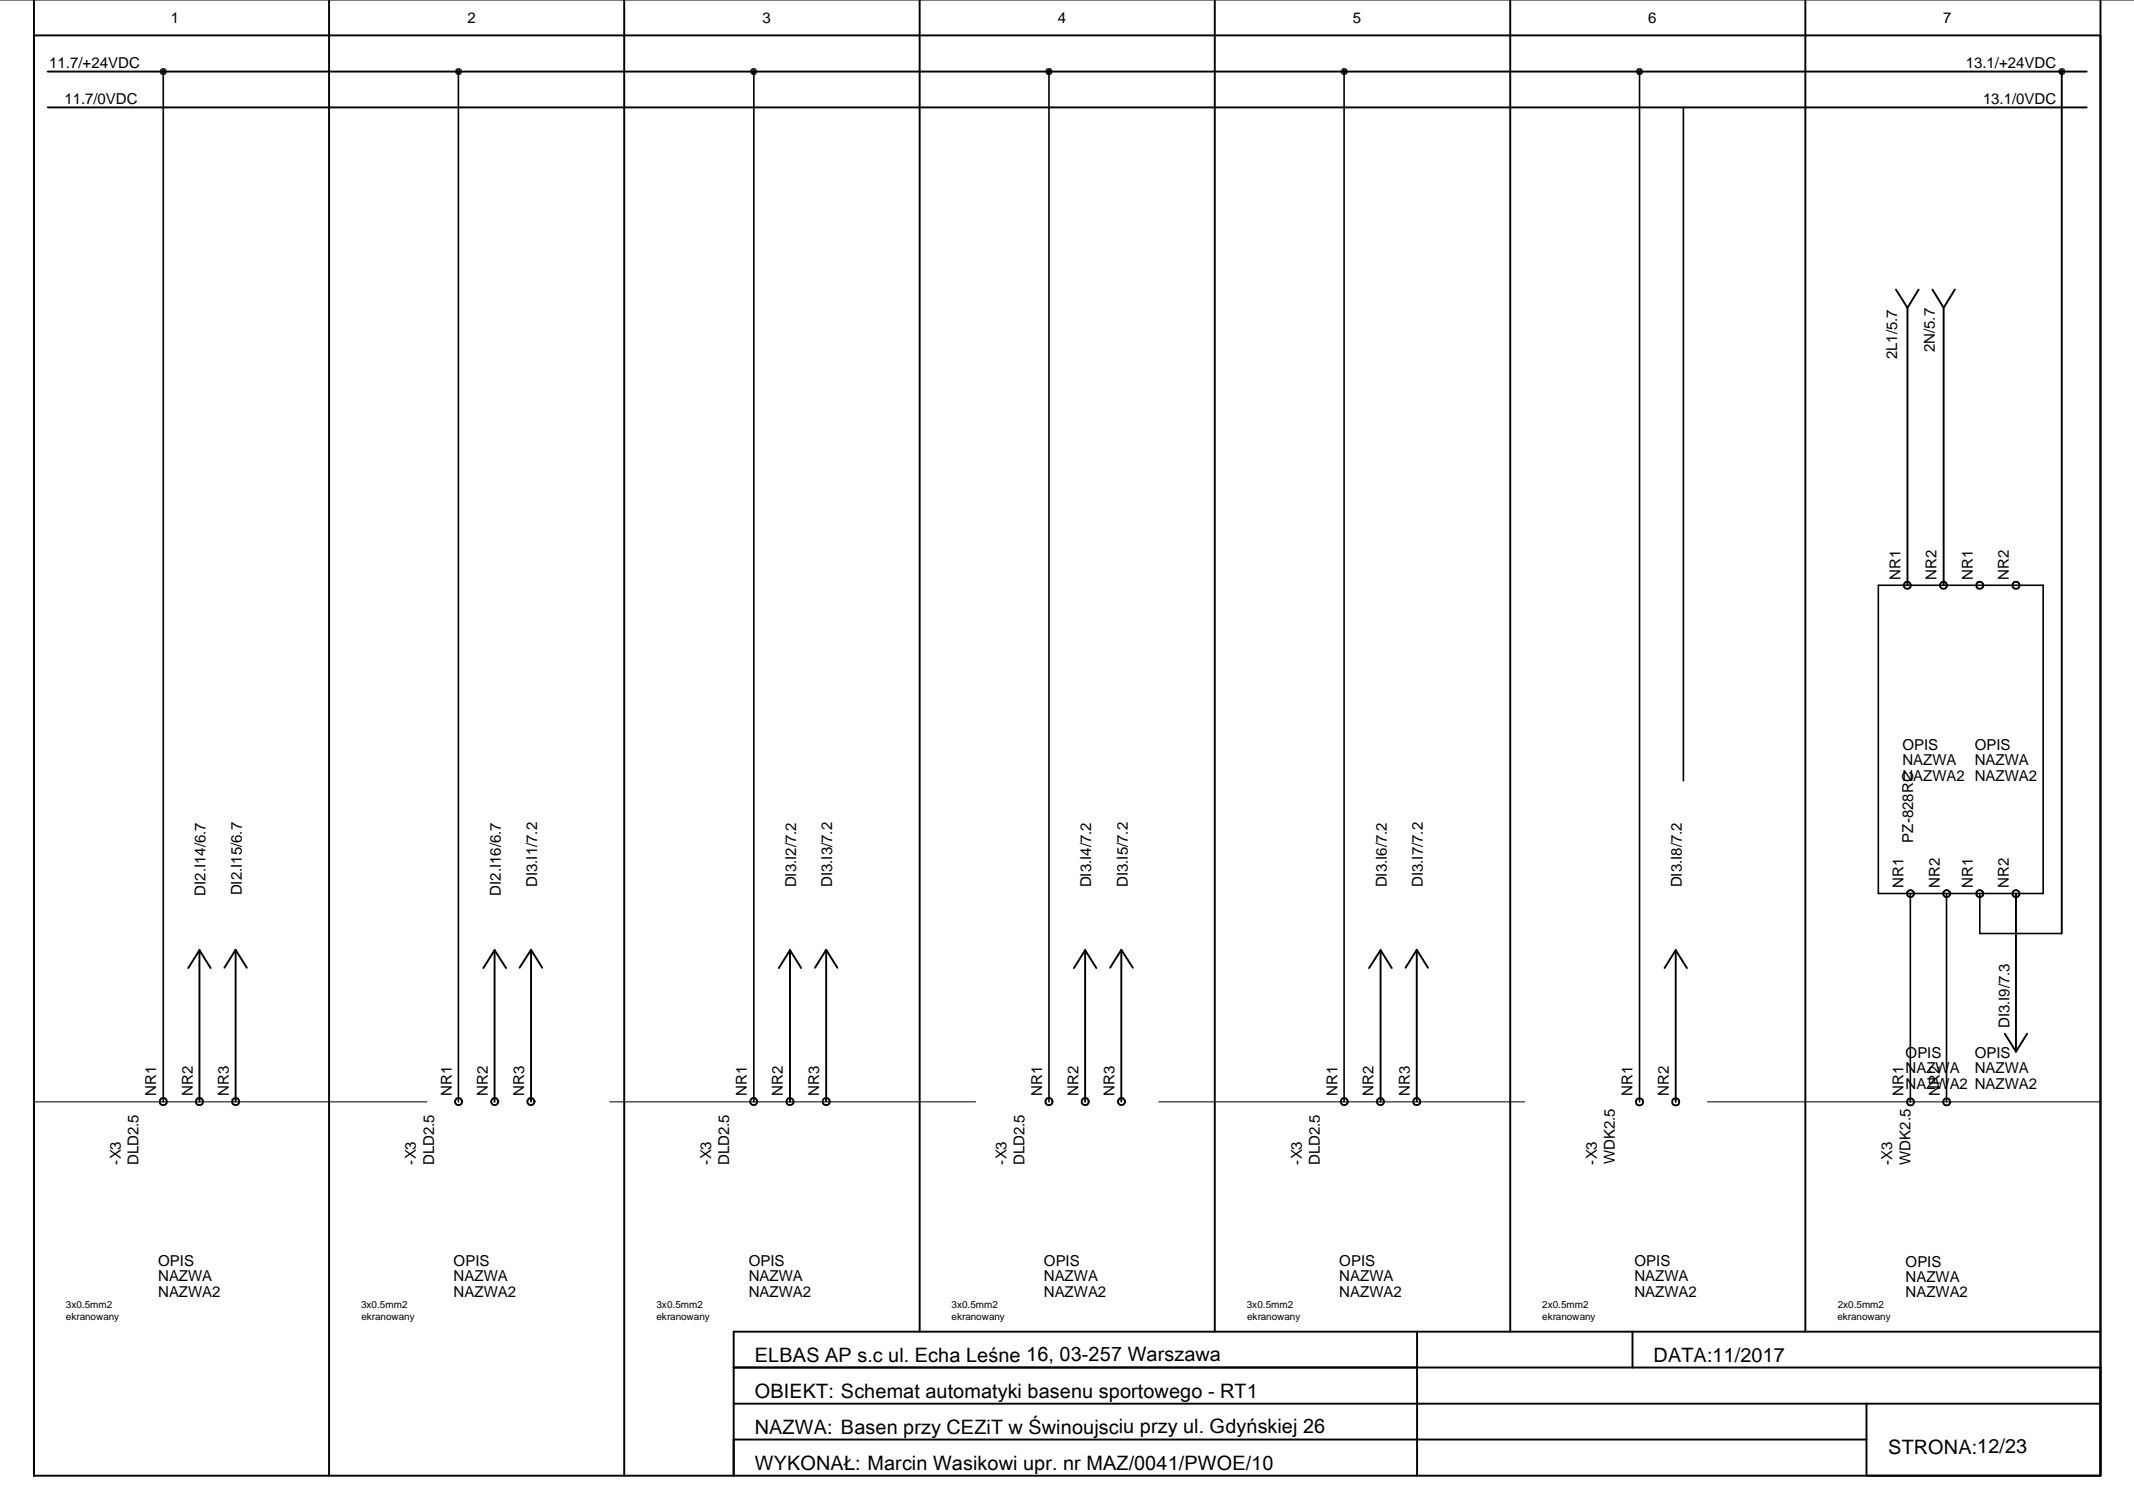 1 2 3 4 5 6 7
11.7/+24VDC 13.1/+24VDC
11.7/0VDC 13.1/0VDC
2L1/5.7 2N/5.7
NR1 NR2 NR1 NR2
OPIS OPIS
NAZWA NAZWA
NAZWA2 NAZWA2
PZ-828RC
DI2.I14/6.7 DI2.I15/6.7 DI2.I16/6.7 DI3.I1/7.2 DI3.I2/7.2 DI3.I3/7.2 DI3.I4/7.2 DI3.I5/7.2 DI3.I6/7.2 DI3.I7/7.2 DI3.I8/7.2
NR1 NR2 NR1 NR2
DI3.I9/7.3
OPIS OPIS
NAZWA NAZWA
NAZWA2 NAZWA2
NR1 NR2 NR3 NR1 NR2 NR3 NR1 NR2 NR3 NR1 NR2 NR3 NR1 NR2 NR3 NR1 NR2 NR1 NR2
-X3 DLD2.5 -X3 DLD2.5 -X3 DLD2.5 -X3 DLD2.5 -X3 DLD2.5 -X3 WDK2.5 -X3 WDK2.5
OPIS OPIS OPIS OPIS OPIS OPIS OPIS
NAZWA NAZWA NAZWA NAZWA NAZWA NAZWA NAZWA
NAZWA2 NAZWA2 NAZWA2 NAZWA2 NAZWA2 NAZWA2 NAZWA2
3x0.5mm2 3x0.5mm2 3x0.5mm2 3x0.5mm2 3x0.5mm2 2x0.5mm2 2x0.5mm2
ekranowany ekranowany ekranowany ekranowany ekranowany ekranowany ekranowany
ELBAS AP s.c ul. Echa Leśne 16, 03-257 Warszawa DATA:11/2017
OBIEKT: Schemat automatyki basenu sportowego - RT1
NAZWA: Basen przy CEZiT w Świnoujsciu przy ul. Gdyńskiej 26
STRONA:12/23
WYKONAŁ: Marcin Wasikowi upr. nr MAZ/0041/PWOE/10